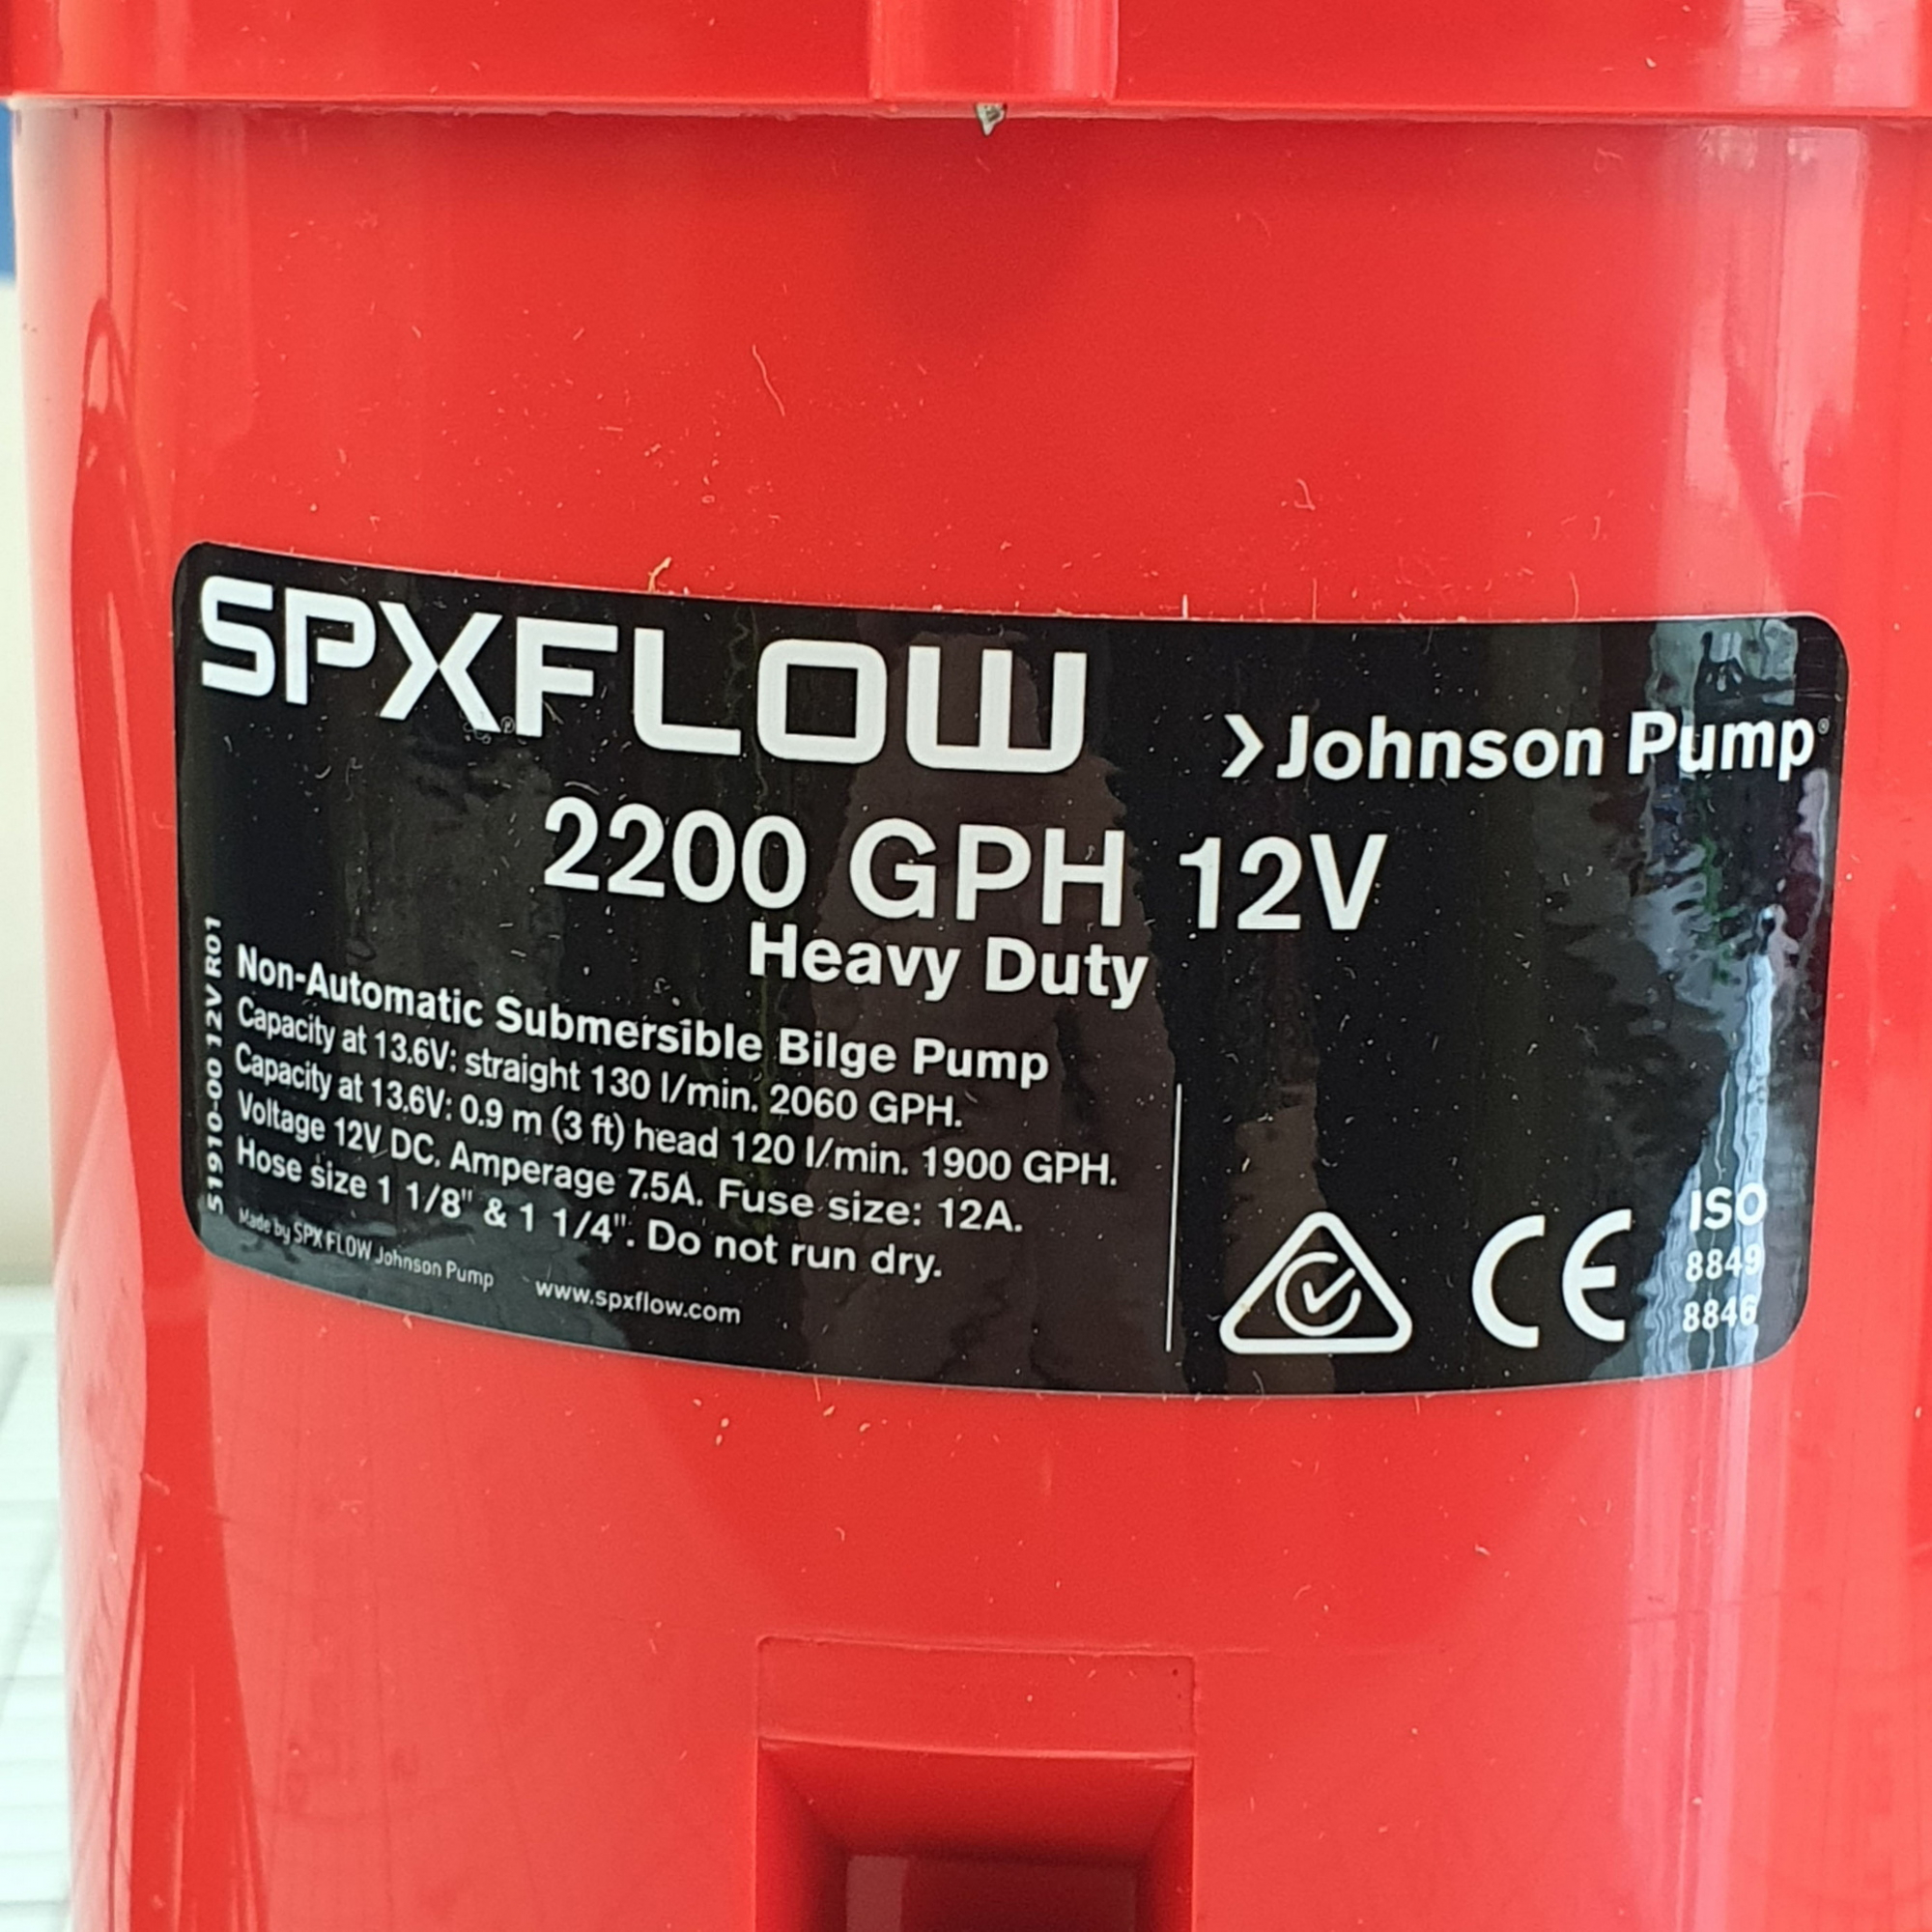 SPXFLOW®
Johnson Pump®
2200 GPH 12V
Heavy Duty
Non-Automatic Submersible Bilge Pump
Capacity at 13.6V: straight 130 l/min. 2060 GPH.
Capacity at 13.6V: 0.9 m (3 ft) head 120 l/min. 1900 GPH.
Voltage 12V DC. Amperage 7.5A. Fuse size: 12A.
Hose size 1 1/8" & 1 1/4". Do not run dry.
Made by SPX FLOW Johnson Pump www.spxflow.com
51910-00 12V R01
CE
ISO
8849
8846